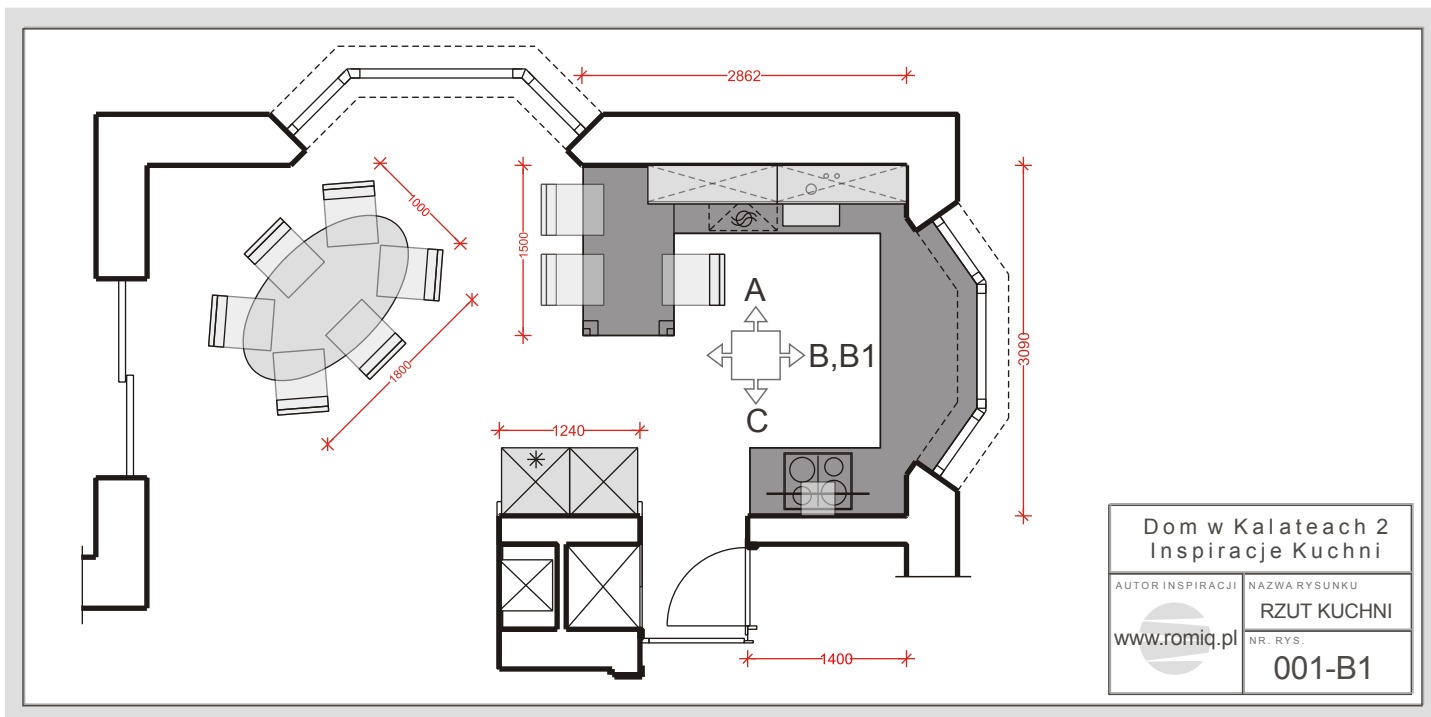 2862
1000
1500
1800
A
B,B1
C
3090
1240
1400
Dom w Kalateach 2
Inspiracje Kuchni
AUTOR INSPIRACJI
www.romiq.pl
NAZWA RYSUNKU
RZUT KUCHNI
NR. RYS.
001-B1